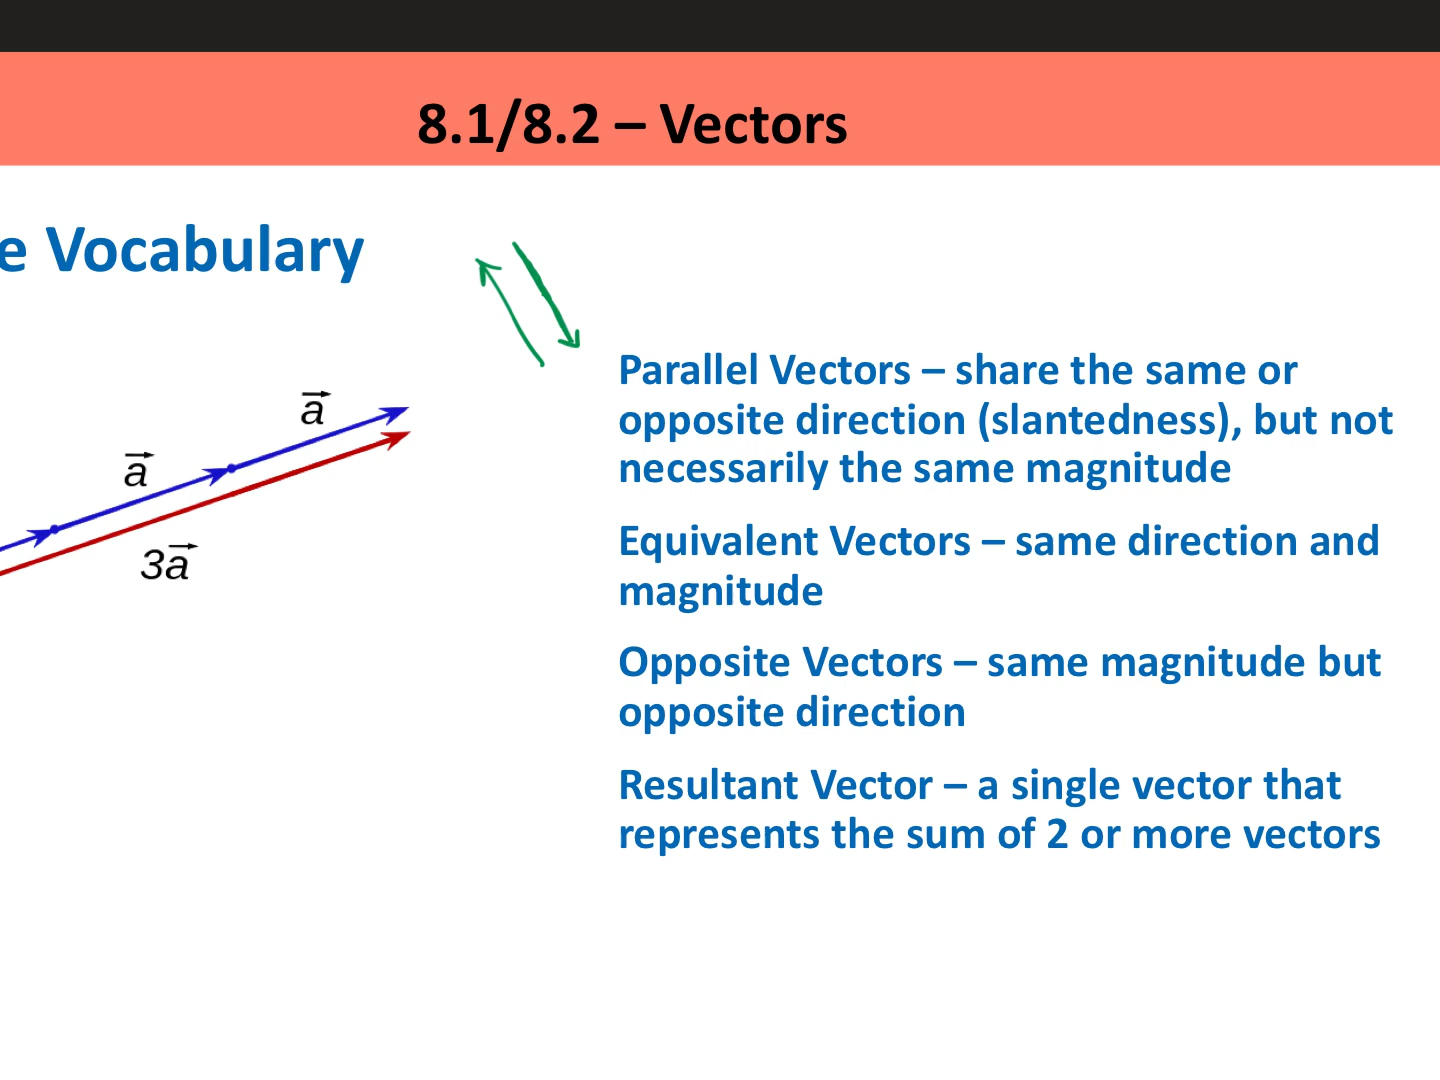 8.1/8.2 – Vectors
e Vocabulary
Parallel Vectors – share the same or
opposite direction (slantedness), but not
necessarily the same magnitude
Equivalent Vectors – same direction and
magnitude
Opposite Vectors – same magnitude but
opposite direction
Resultant Vector – a single vector that
represents the sum of 2 or more vectors
a⃗
a⃗
3a⃗